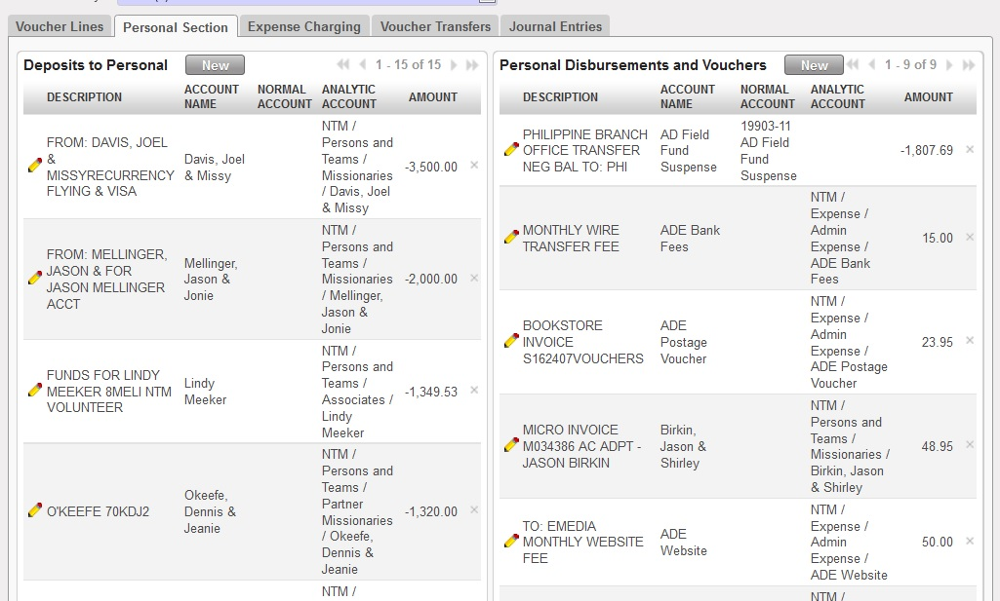 Voucher Lines
Personal Section
Expense Charging
Voucher Transfers
Journal Entries
Deposits to Personal
New
1 - 15 of 15
DESCRIPTION
ACCOUNT
NAME
NORMAL
ACCOUNT
ANALYTIC
ACCOUNT
AMOUNT
FROM: DAVIS, JOEL
&
MISSYRECURRENCY
FLYING & VISA
Davis, Joel
& Missy
NTM /
Persons and
Teams /
Missionaries
/ Davis, Joel
& Missy
-3,500.00
FROM: MELLINGER,
JASON & FOR
JASON MELLINGER
ACCT
Mellinger,
Jason &
Jonie
NTM /
Persons and
Teams /
Missionaries
/ Mellinger,
Jason &
Jonie
-2,000.00
FUNDS FOR LINDY
MEEKER 8MELI NTM
VOLUNTEER
Lindy
Meeker
NTM /
Persons and
Teams /
Associates /
Lindy
Meeker
-1,349.53
O'KEEFE 70KDJ2
Okeefe,
Dennis &
Jeanie
NTM /
Persons and
Teams /
Partner
Missionaries
/ Okeefe,
Dennis &
Jeanie
-1,320.00
NTM /
Personal Disbursements and Vouchers
New
1 - 9 of 9
DESCRIPTION
ACCOUNT
NAME
NORMAL
ACCOUNT
ANALYTIC
ACCOUNT
AMOUNT
PHILIPPINE BRANCH
OFFICE TRANSFER
NEG BAL TO: PHI
AD Field
Fund
Suspense
19903-11
AD Field
Fund
Suspense
-1,807.69
MONTHLY WIRE
TRANSFER FEE
ADE Bank
Fees
NTM /
Expense /
Admin
Expense /
ADE Bank
Fees
15.00
BOOKSTORE
INVOICE
S162407VOUCHERS
ADE
Postage
Voucher
NTM /
Expense /
Admin
Expense /
ADE Postage
Voucher
23.95
MICRO INVOICE
M034386 AC ADPT -
JASON BIRKIN
Birkin,
Jason &
Shirley
NTM /
Persons and
Teams /
Missionaries /
Birkin, Jason
& Shirley
48.95
TO: EMEDIA
MONTHLY WEBSITE
FEE
ADE
Website
NTM /
Expense /
Admin
Expense /
ADE Website
50.00
NTM /